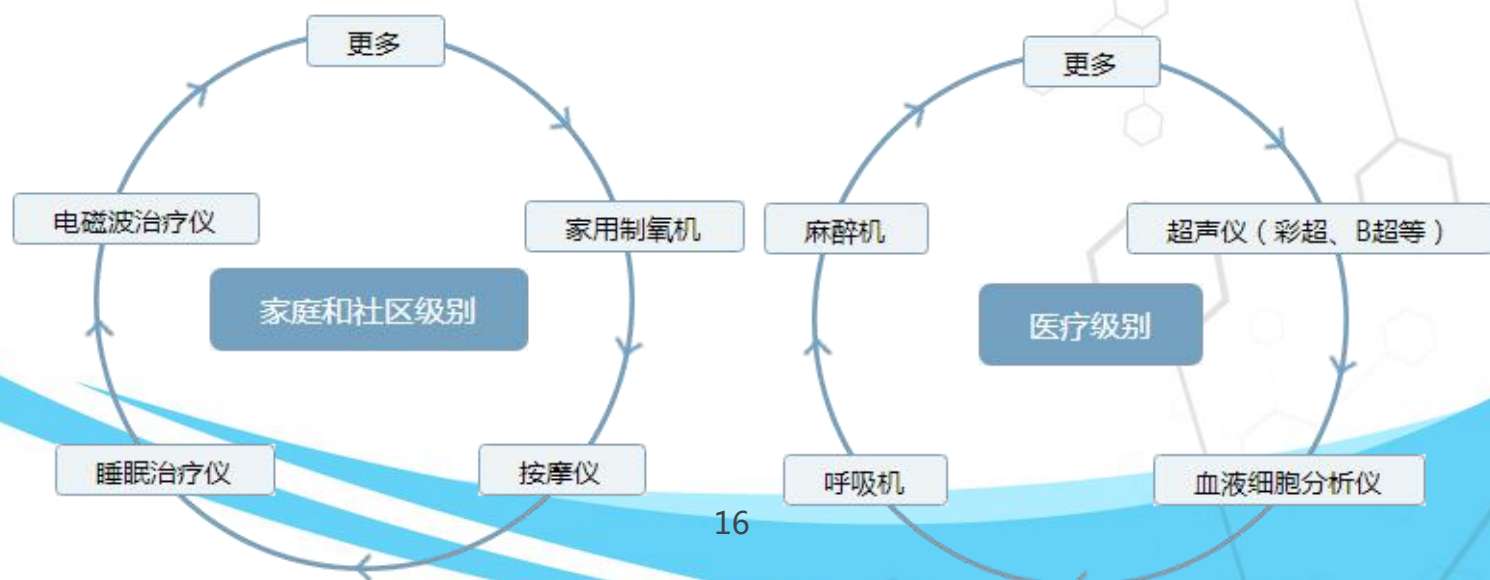 更多
电磁波治疗仪
家用制氧机
家庭和社区级别
睡眠治疗仪
按摩仪
更多
麻醉机
超声仪（彩超、B超等）
医疗级别
呼吸机
血液细胞分析仪
16